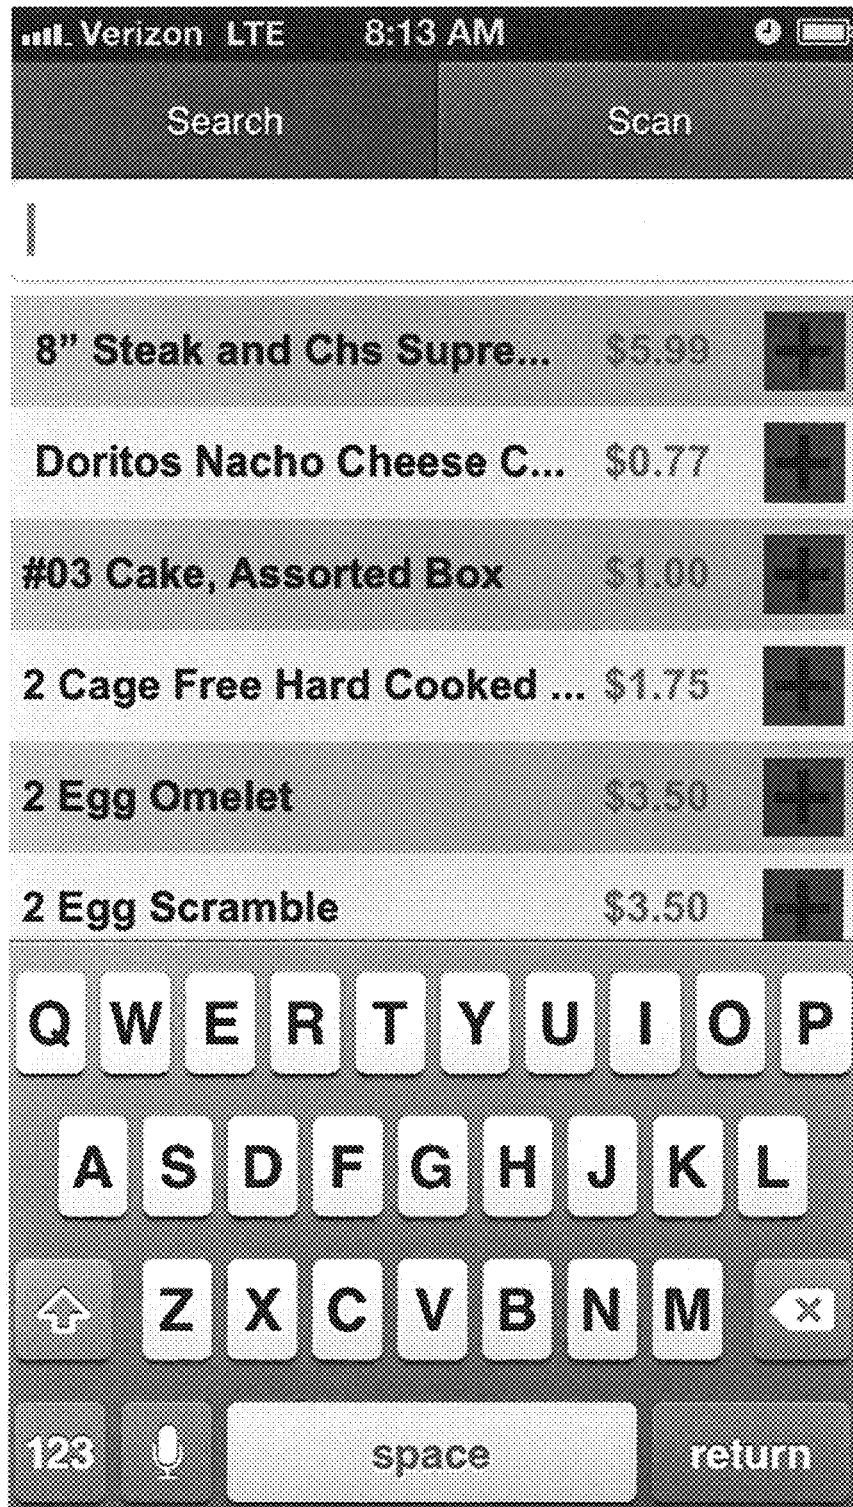 Verizon LTE 8:13 AM
Search Scan
8” Steak and Chs Supre... $5.99
Doritos Nacho Cheese C... $0.77
#03 Cake, Assorted Box $1.00
2 Cage Free Hard Cooked ... $1.75
2 Egg Omelet $3.50
2 Egg Scramble $3.50
Q W E R T Y U I O P
A S D F G H J K L
Z X C V B N M
123 space return